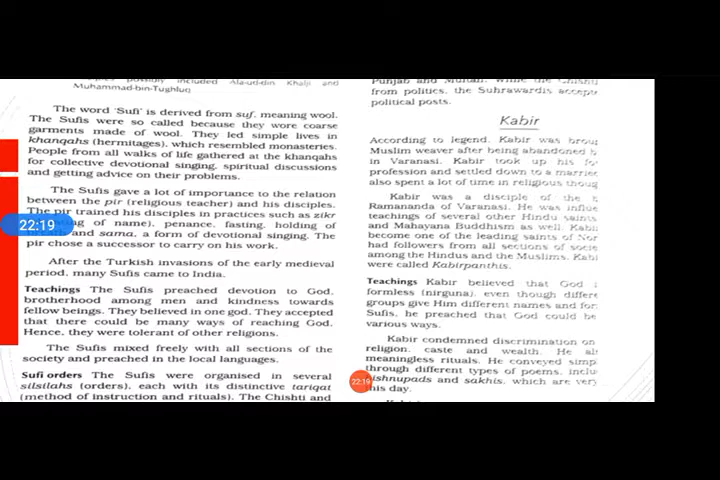 possibly included Ala-ud-din Khalji and
Muhammad-bin-Tughluq
The word 'Sufi' is derived from suf, meaning wool.
The Sufis were so called because they wore coarse
garments made of wool. They led simple lives in
khanqahs (hermitages), which resembled monasteries.
People from all walks of life gathered at the khanqahs
for collective devotional singing, spiritual discussions
and getting advice on their problems.
The Sufis gave a lot of importance to the relation
between the pir (religious teacher) and his disciples.
The pir trained his disciples in practices such as zikr
of name), penance, fasting, holding of
22:19
and sama, a form of devotional singing. The
pir chose a successor to carry on his work.
After the Turkish invasions of the early medieval
period, many Sufis came to India.
Teachings The Sufis preached devotion to God,
brotherhood among men and kindness towards
fellow beings. They believed in one god. They accepted
that there could be many ways of reaching God.
Hence, they were tolerant of other religions.
The Sufis mixed freely with all sections of the
society and preached in the local languages.
Sufi orders The Sufis were organised in several
silsilahs (orders), each with its distinctive tariqat
(method of instruction and rituals). The Chishti and
Punjab and Multan. While the Chishti
from politics, the Suhrawardis accepte
political posts.
Kabir
According to legend, Kabir was broug
Muslim weaver after being abandoned b
in Varanasi. Kabir took up his fo
profession and settled down to a married
also spent a lot of time in religious thoug
Kabir was a disciple of the
Ramananda of Varanasi. He was influe
teachings of several other Hindu saints
and Mahayana Buddhism as well. Kabi
become one of the leading saints of Nor
had followers from all sections of socie
among the Hindus and the Muslims. Kabi
were called Kabirpanthis.
Teachings Kabir believed that God i
formless (nirguna), even though differe
groups give Him different names and for
Sufis, he preached that God could be
various ways.
Kabir condemned discrimination on
religion, caste and wealth. He als
meaningless rituals. He conveyed simp
through different types of poems, inclu
22:19
ishnupads and sakhis, which are very
his day.